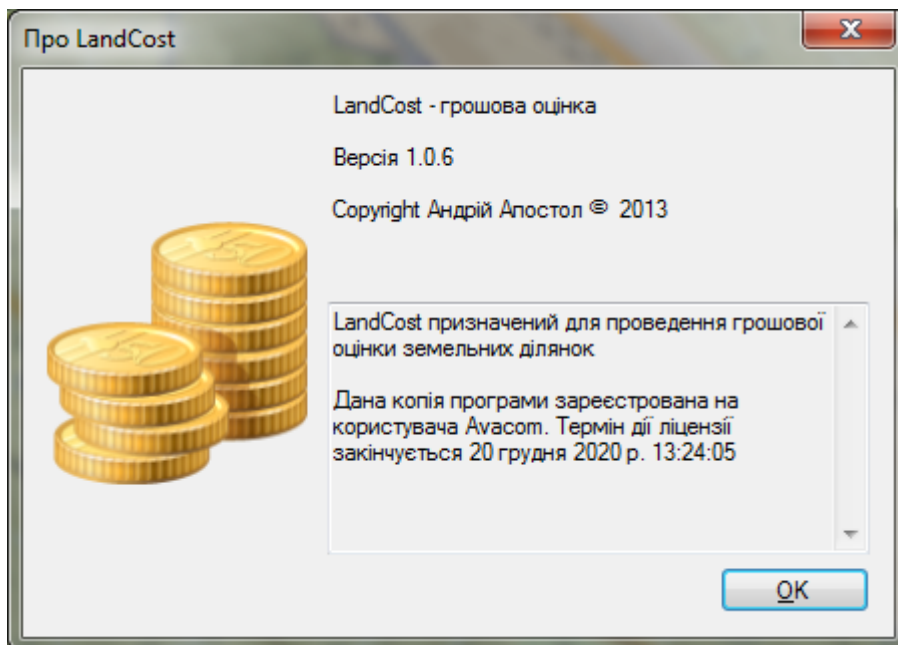 Про LandCost
LandCost - грошова оцінка
Версія 1.0.6
Copyright Андрій Апостол © 2013
LandCost призначений для проведення грошової
оцінки земельних ділянок
Дана копія програми зареєстрована на
користувача Avacom. Термін дії ліцензії
закінчується 20 грудня 2020 р. 13:24:05
OK